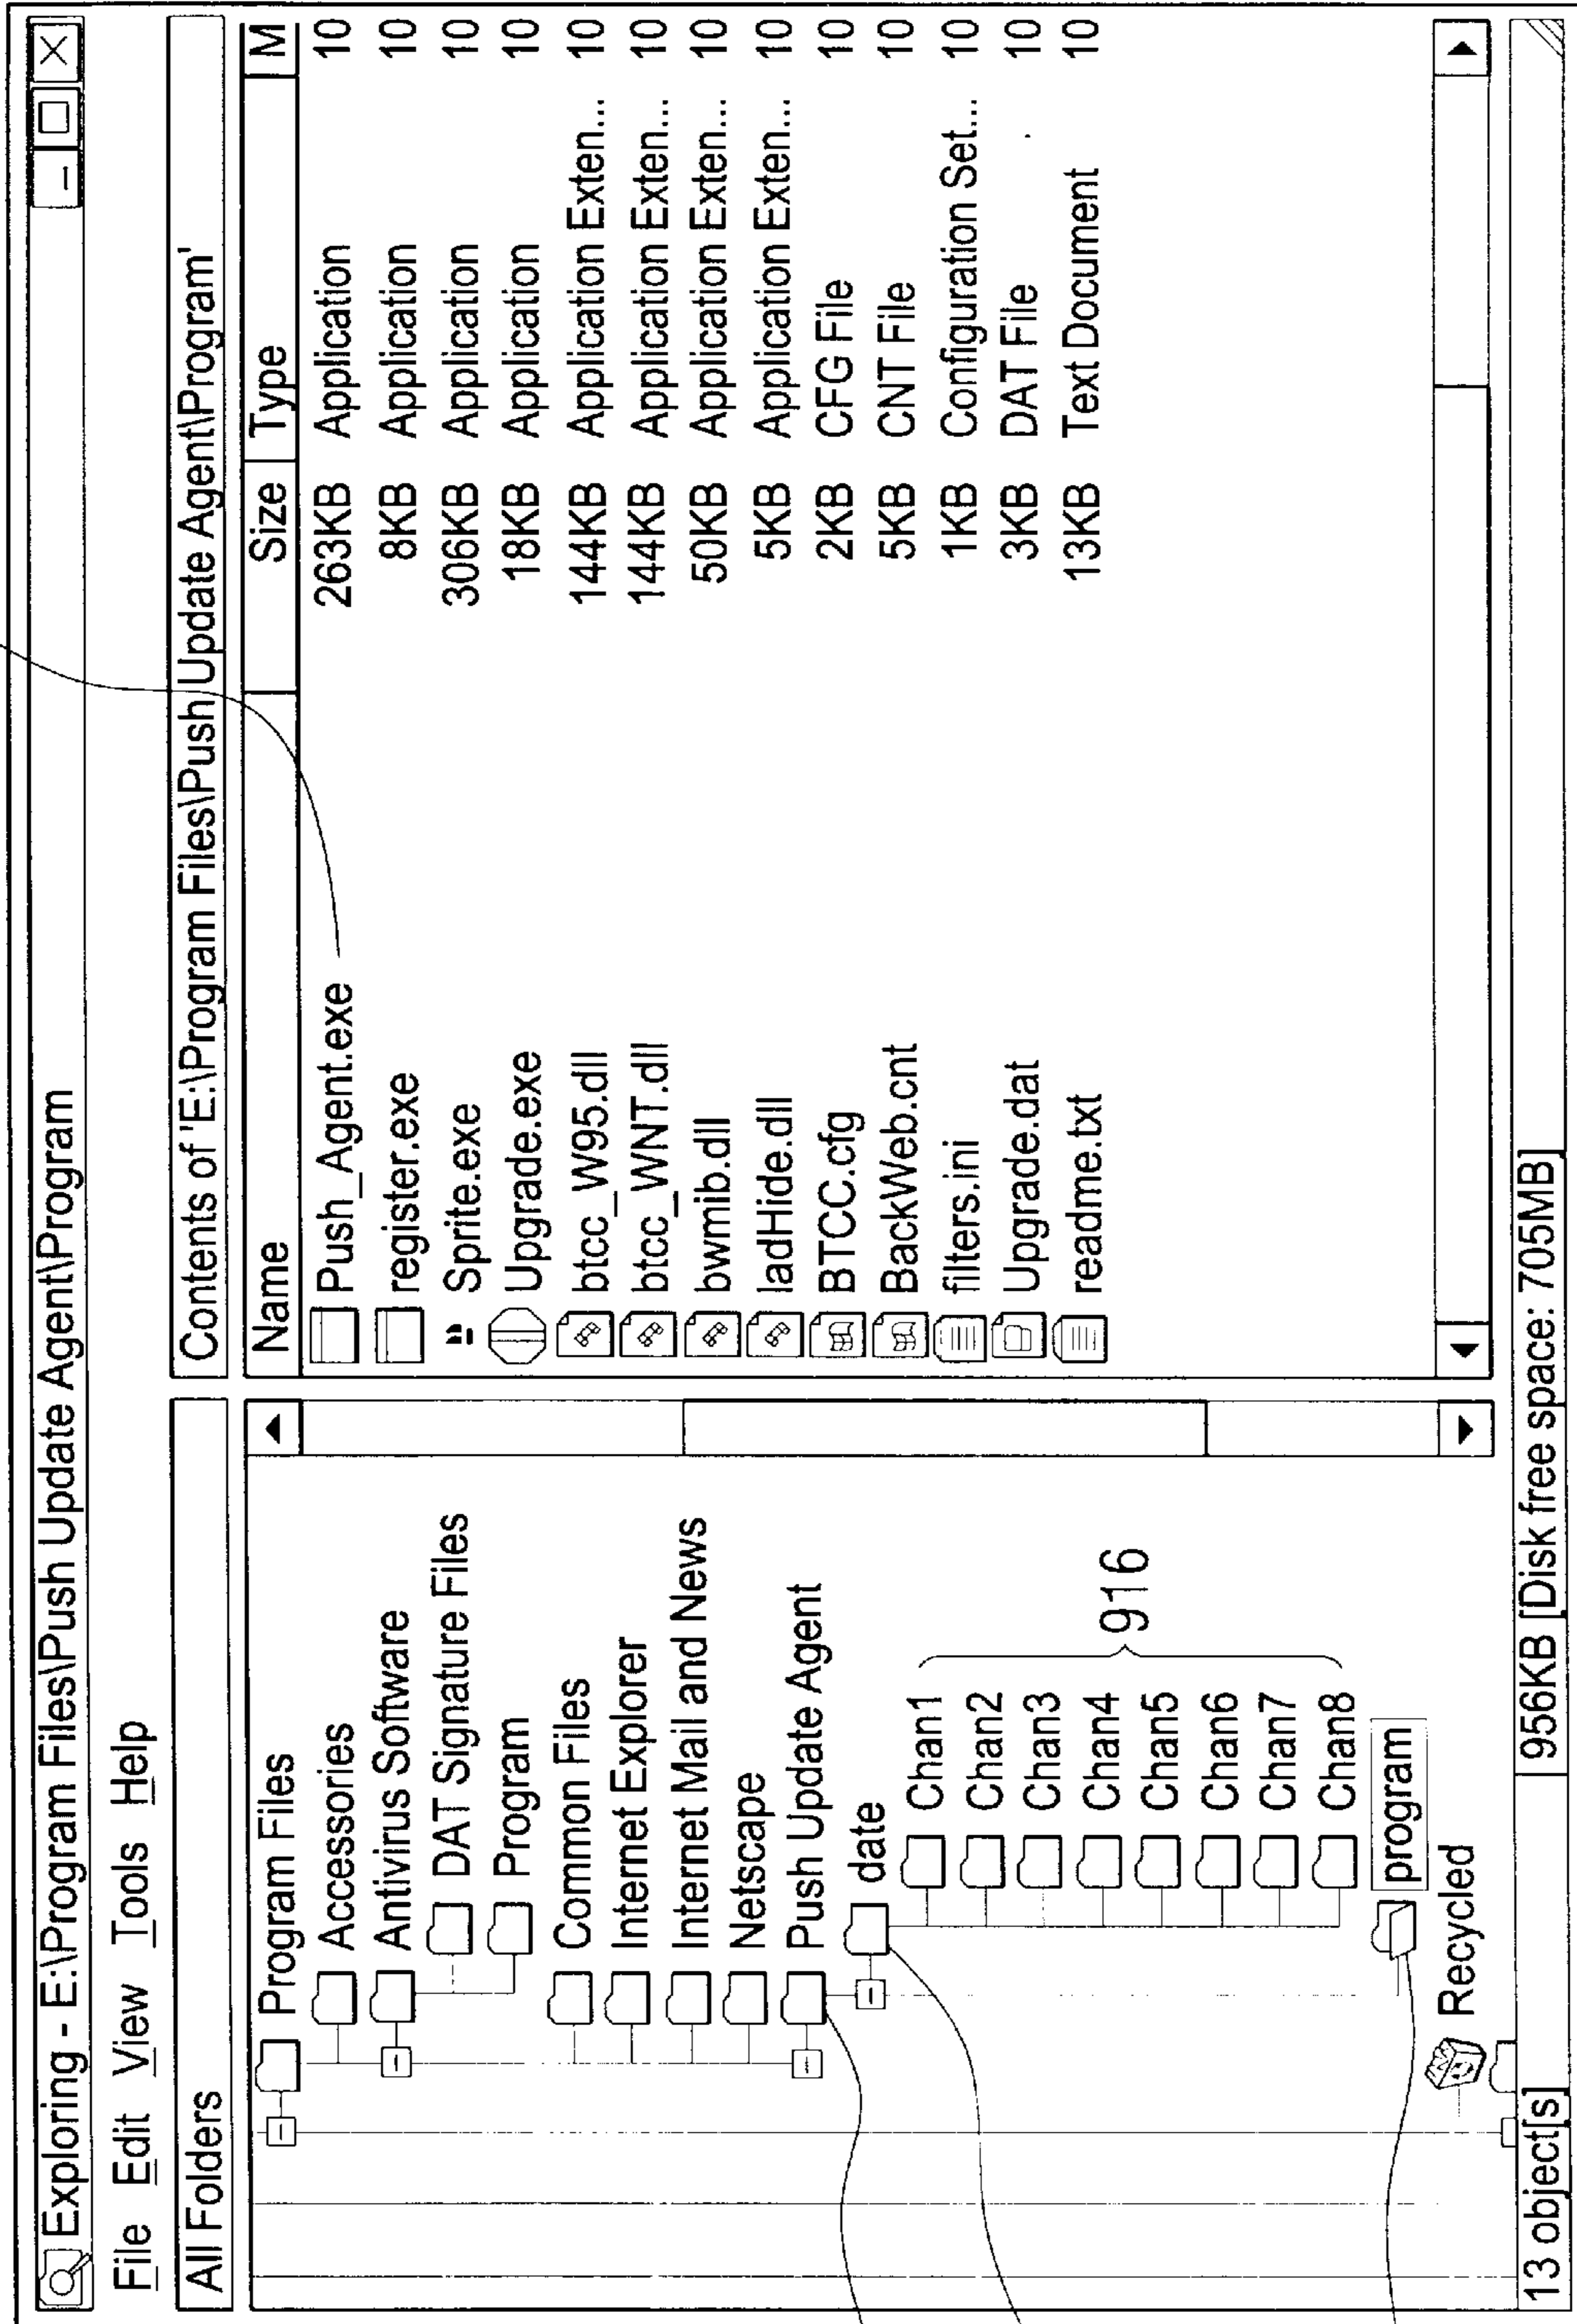 Exploring - E:\Program Files\Push Update Agent\Program
File Edit View Tools Help
All Folders
Contents of 'E:\Program Files\Push Update Agent\Program'
Program Files
Accessories
Antivirus Software
DAT Signature Files
Program
Common Files
Internet Explorer
Internet Mail and News
Netscape
Push Update Agent
date
Chan1
Chan2
Chan3
Chan4
Chan5
Chan6
Chan7
Chan8
916
program
Recycled
Name Size Type M
Push_Agent.exe 263KB Application 10
register.exe 8KB Application 10
Sprite.exe 306KB Application 10
Upgrade.exe 18KB Application 10
btcc_W95.dll 144KB Application Exten... 10
btcc_WNT.dll 144KB Application Exten... 10
bwmib.dll 50KB Application Exten... 10
ladHide.dll 5KB Application Exten... 10
BTCC.cfg 2KB CFG File 10
BackWeb.cnt 5KB CNT File 10
filters.ini 1KB Configuration Set... 10
Upgrade.dat 3KB DAT File 10
readme.txt 13KB Text Document 10
13 object[s] 956KB [Disk free space: 705MB]